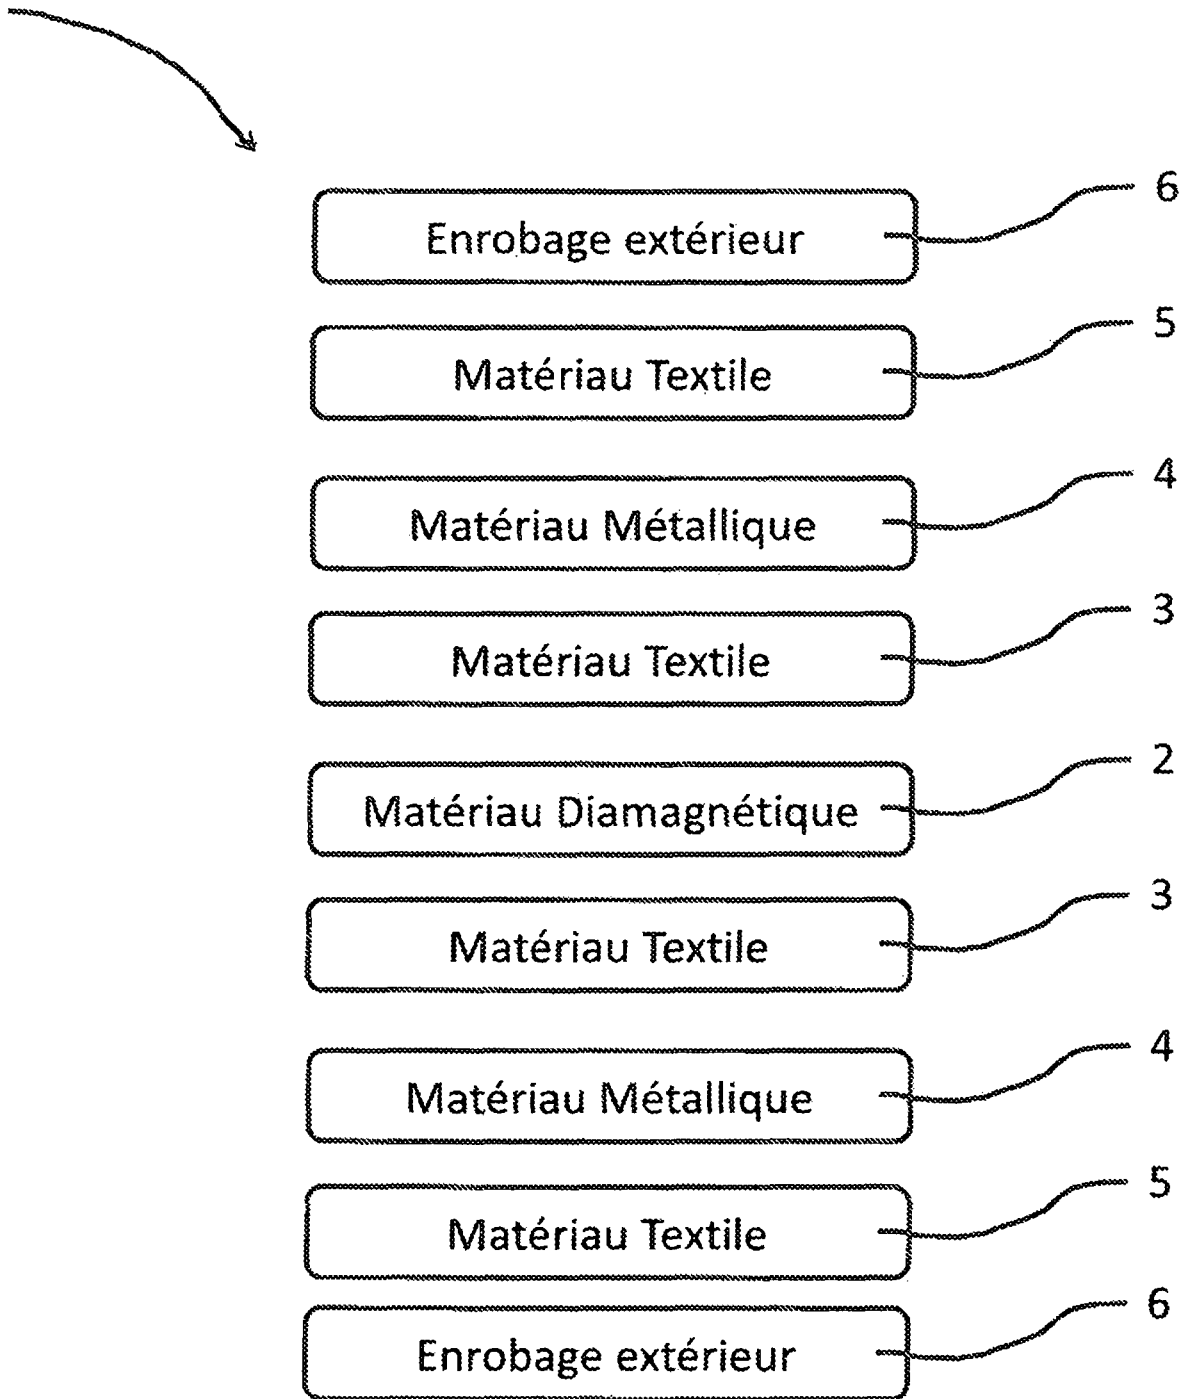 6
Enrobage extérieur
5
Matériau Textile
4
Matériau Métallique
3
Matériau Textile
2
Matériau Diamagnétique
3
Matériau Textile
4
Matériau Métallique
5
Matériau Textile
6
Enrobage extérieur